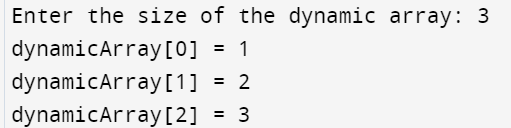 Enter the size of the dynamic array: 3
dynamicArray[0] = 1
dynamicArray[1] = 2
dynamicArray[2] = 3